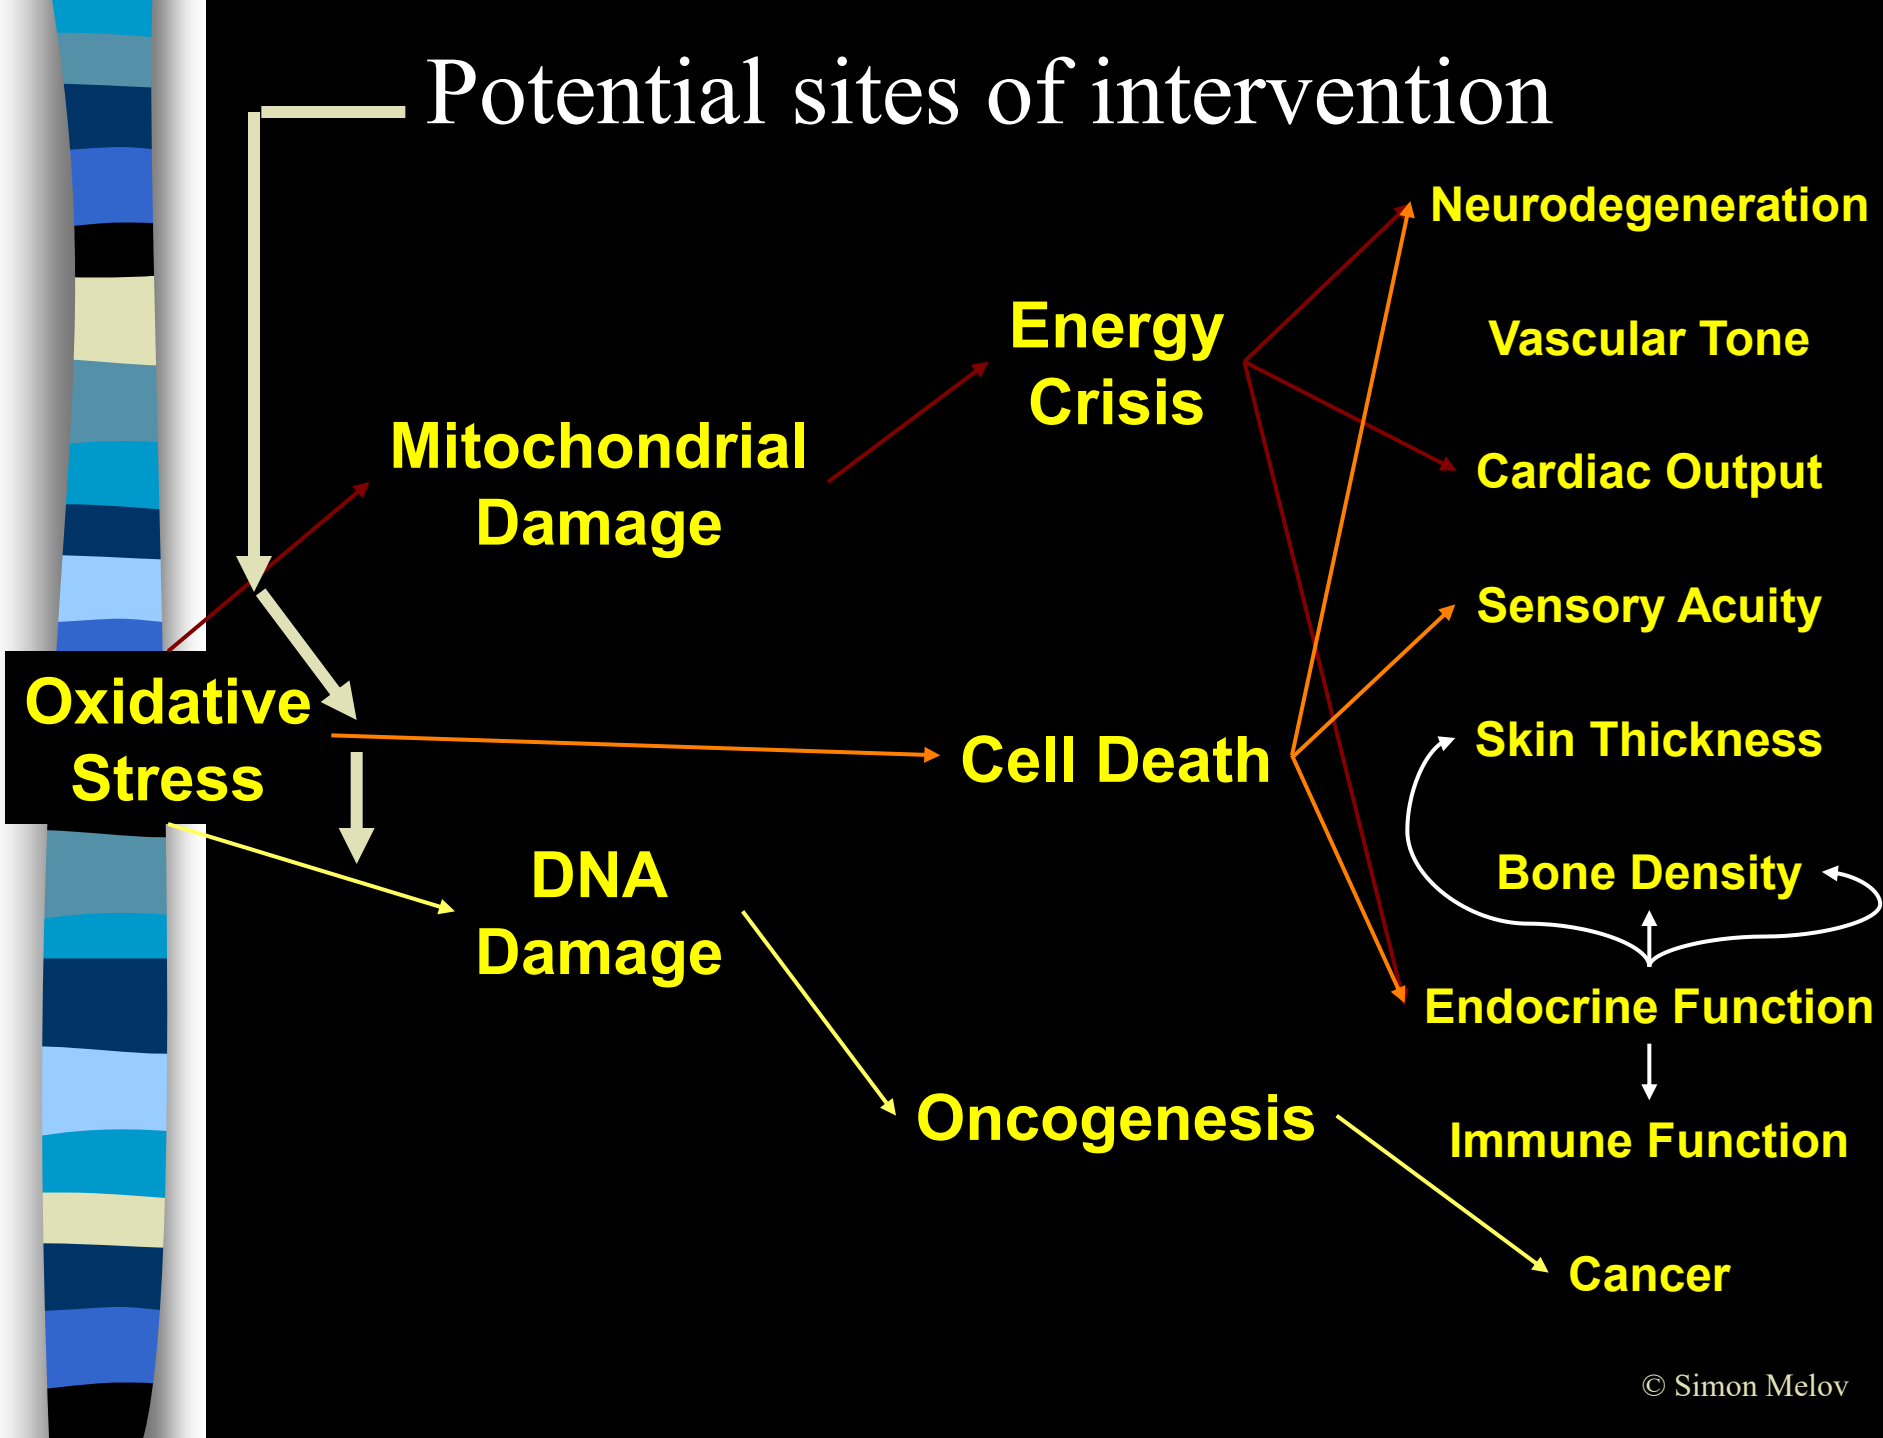 Potential sites of intervention
Neurodegeneration
Vascular Tone
Energy
Crisis
Cardiac Output
Mitochondrial
Damage
Sensory Acuity
Oxidative
Stress
Cell Death
Skin Thickness
DNA
Damage
Bone Density
Endocrine Function
Oncogenesis
Immune Function
Cancer
© Simon Melov